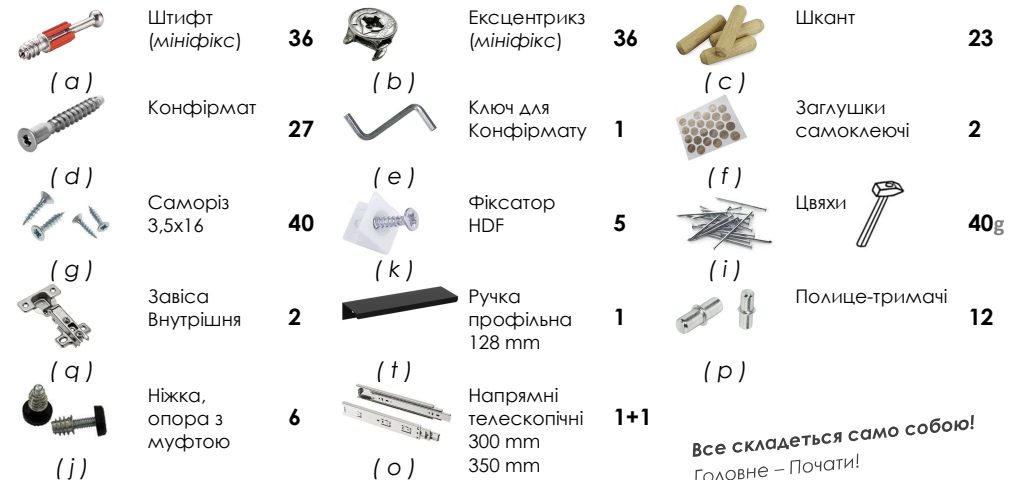 Штифт
(мініфікс)
36
( a )
Ексцентрикз
(мініфікс)
36
( b )
Шкант
23
( c )
Конфірмат
27
( d )
Ключ для
Конфірмату
1
( e )
Заглушки
самоклеючі
2
( f )
Саморіз
3,5х16
40
( g )
Фіксатор
HDF
5
( k )
Цвяхи
40g
( i )
Завіса
Внутрішня
2
( q )
Ручка
профільна
128 mm
1
( t )
Полице-тримачі
12
( p )
Ніжка,
опора з
муфтою
6
( j )
Напрямні
телескопічні
300 mm
350 mm
1+1
( o )
Все складеться само собою!
Головне – Почати!